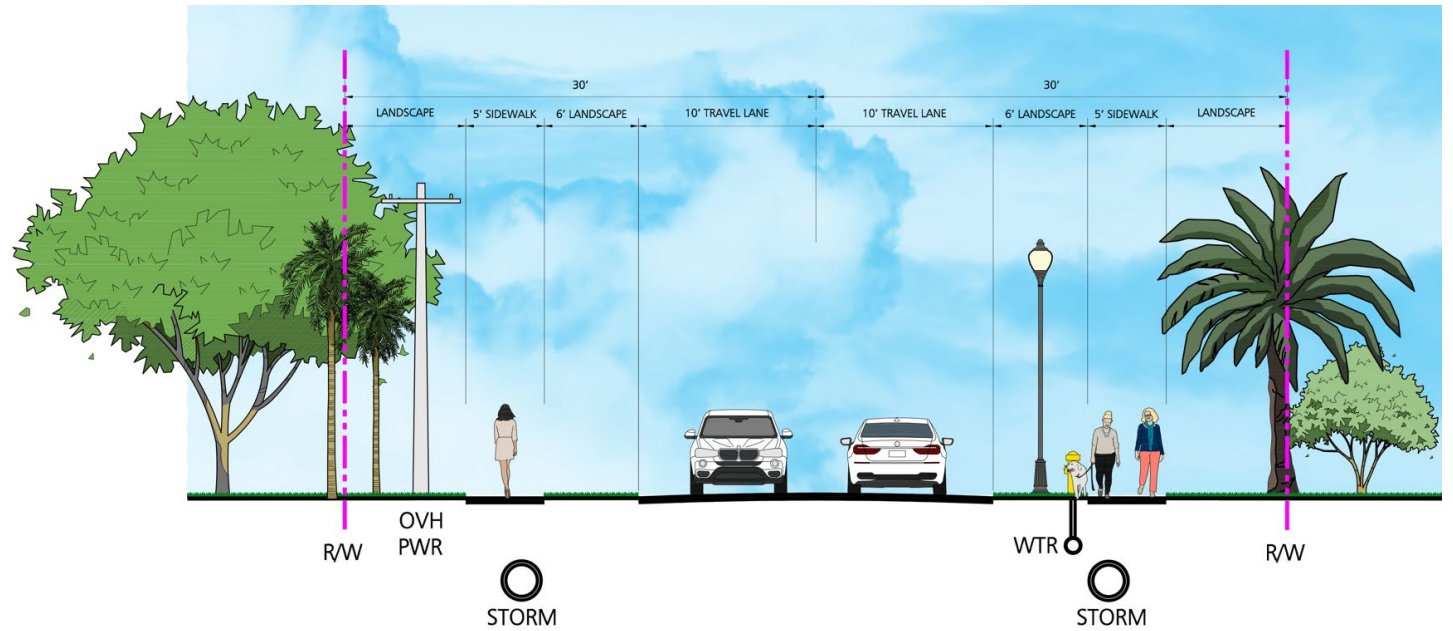 30' 30'
LANDSCAPE 5' SIDEWALK 6' LANDSCAPE 10' TRAVEL LANE 10' TRAVEL LANE 6' LANDSCAPE 5' SIDEWALK LANDSCAPE
OVH
PWR
R/W
WTR
R/W
STORM
STORM